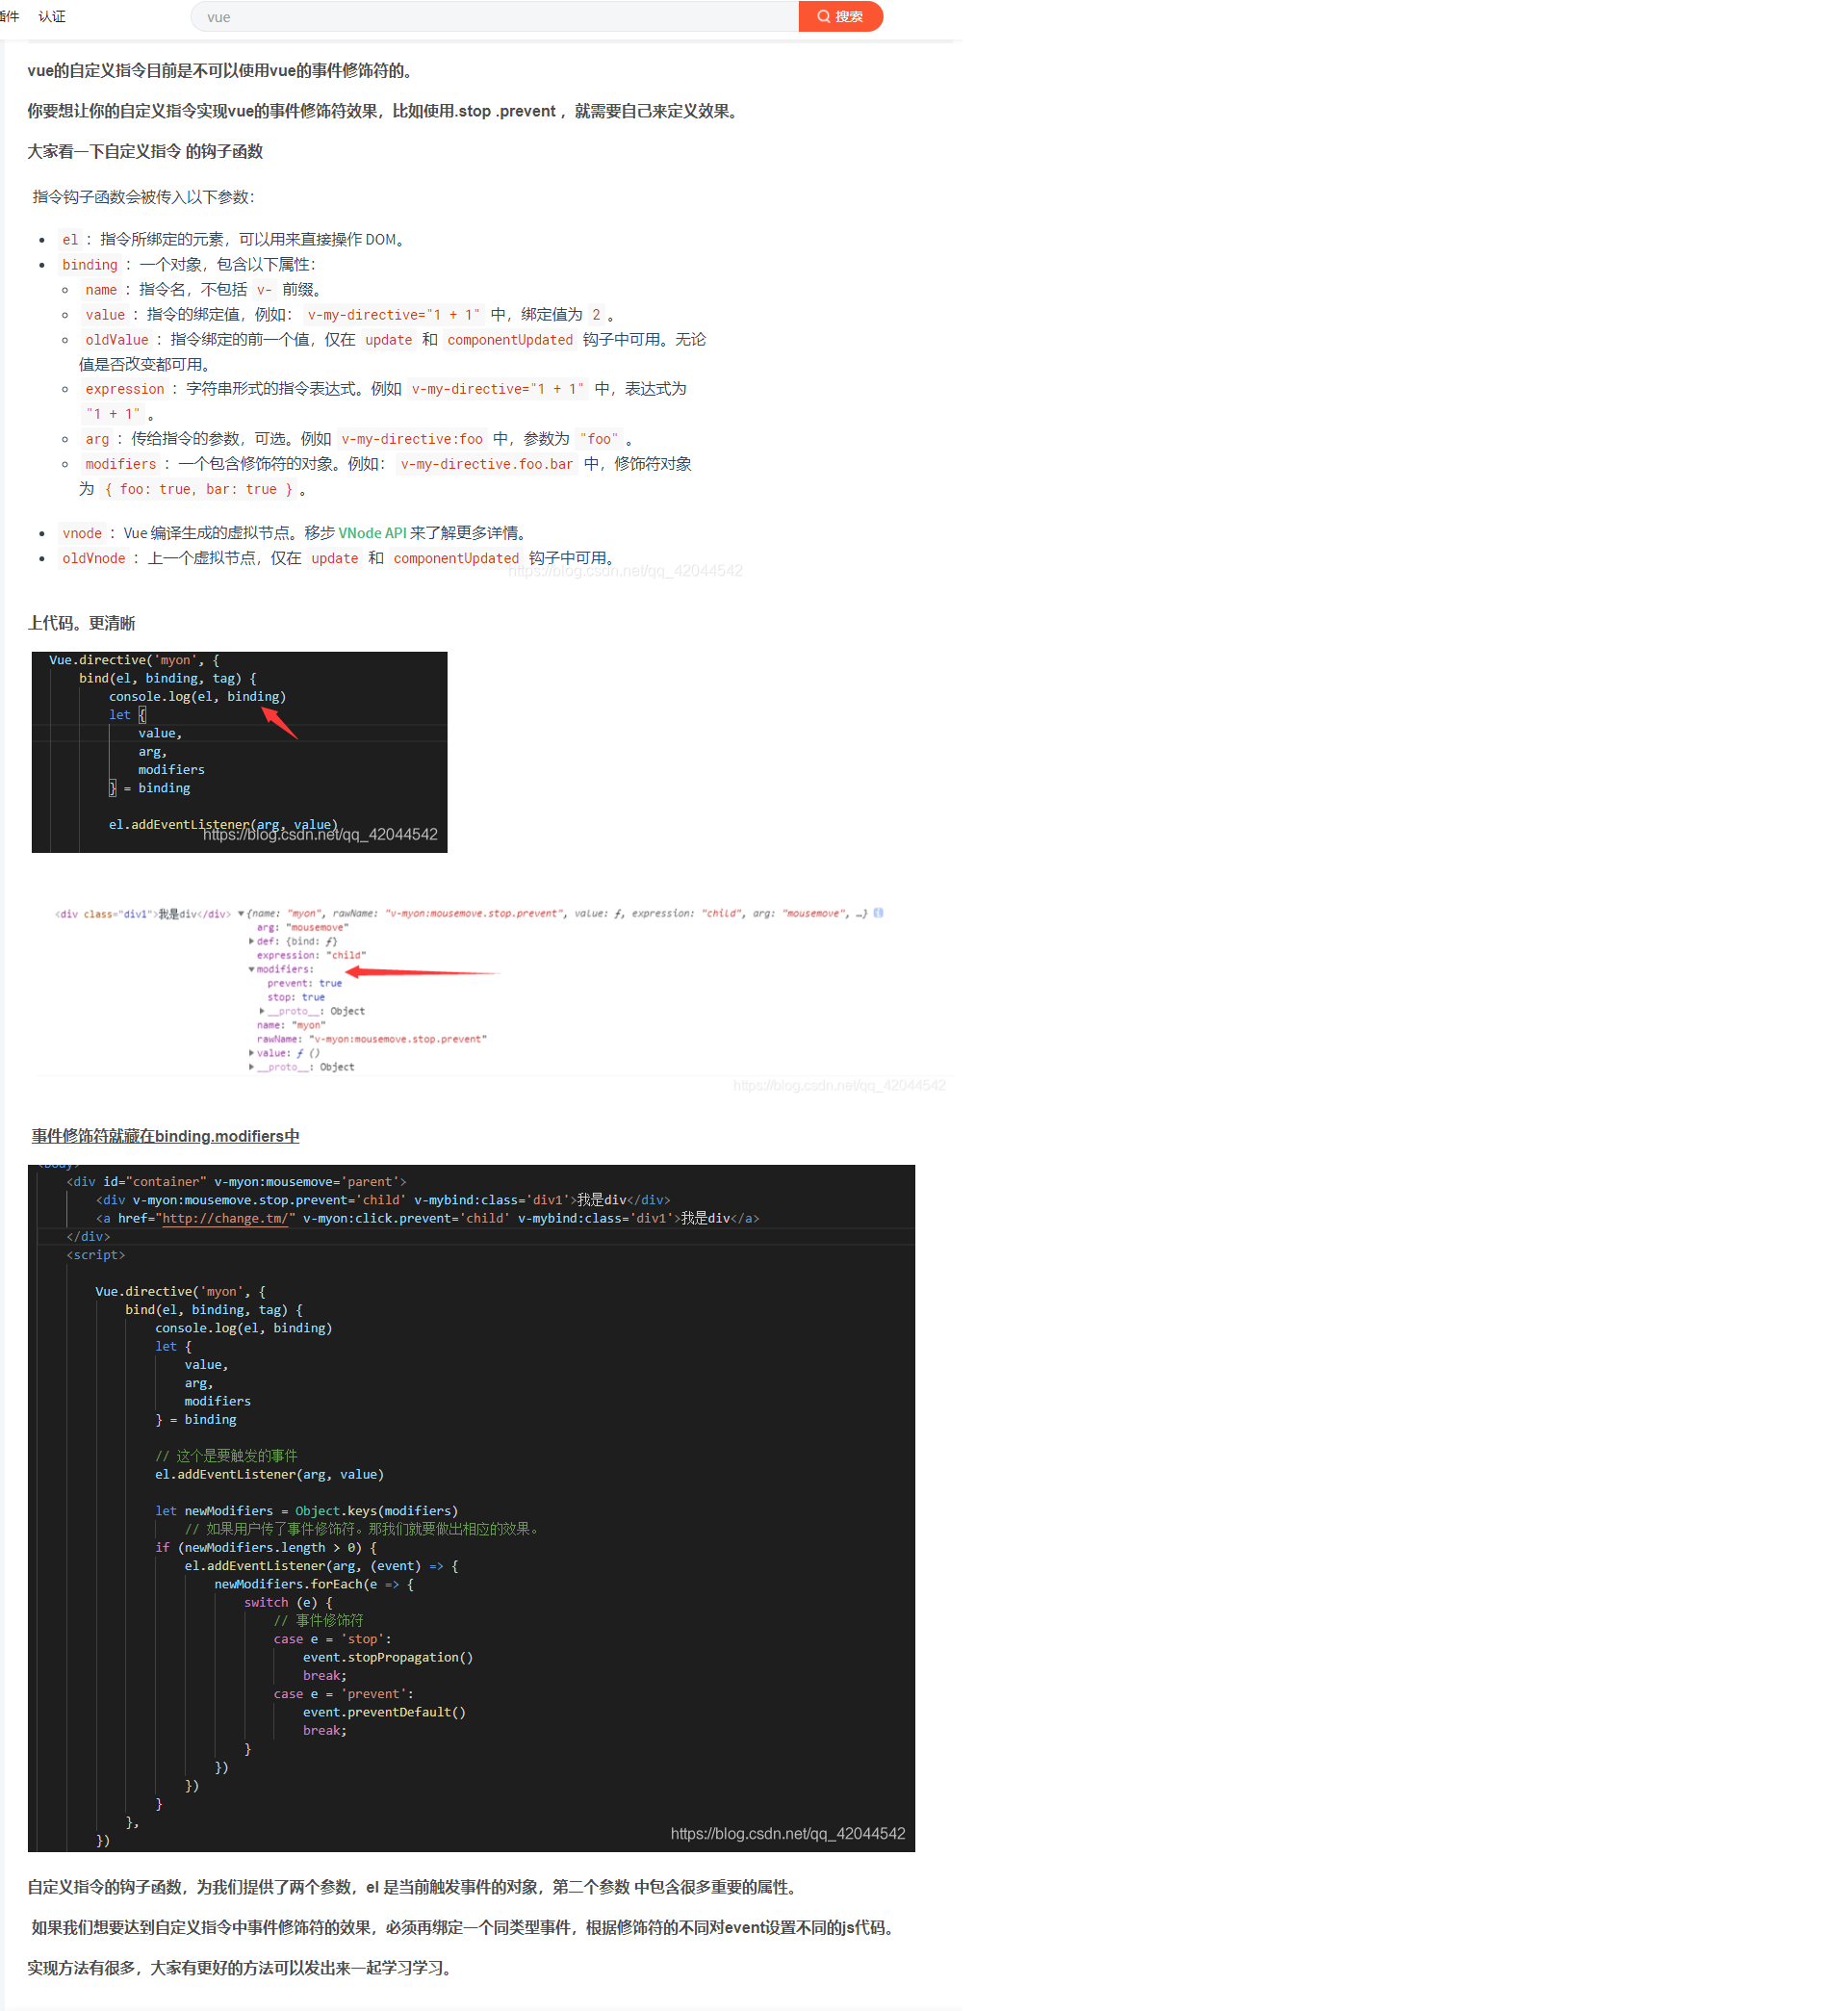 插件 认证 vue 搜索
vue的自定义指令目前是不可以使用vue的事件修饰符的。
你要想让你的自定义指令实现vue的事件修饰符效果，比如使用.stop .prevent ，就需要自己来定义效果。
大家看一下自定义指令 的钩子函数
指令钩子函数会被传入以下参数：
el ：指令所绑定的元素，可以用来直接操作 DOM。
binding ：一个对象，包含以下属性：
name ：指令名，不包括 v- 前缀。
value ：指令的绑定值，例如： v-my-directive="1 + 1" 中，绑定值为 2 。
oldValue ：指令绑定的前一个值，仅在 update 和 componentUpdated 钩子中可用。无论
值是否改变都可用。
expression ：字符串形式的指令表达式。例如 v-my-directive="1 + 1" 中，表达式为
"1 + 1" 。
arg ：传给指令的参数，可选。例如 v-my-directive:foo 中，参数为 "foo" 。
modifiers ：一个包含修饰符的对象。例如： v-my-directive.foo.bar 中，修饰符对象
为 { foo: true, bar: true } 。
vnode ：Vue 编译生成的虚拟节点。移步 VNode API 来了解更多详情。
oldVnode ：上一个虚拟节点，仅在 update 和 componentUpdated 钩子中可用。
https://blog.csdn.net/qq_42044542
上代码。更清晰
Vue.directive('myon', {
bind(el, binding, tag) {
console.log(el, binding)
let {
value,
arg,
modifiers
} = binding
el.addEventListener(arg, value)
https://blog.csdn.net/qq_42044542
<div class="div1">我是div</div> ▼{name: "myon", rawName: "v-myon:mousemove.stop.prevent", value: ƒ, expression: "child", arg: "mousemove", …}
arg: "mousemove"
▶def: {bind: ƒ}
expression: "child"
▼modifiers:
prevent: true
stop: true
▶__proto__: Object
name: "myon"
rawName: "v-myon:mousemove.stop.prevent"
▶value: ƒ ()
▶__proto__: Object
https://blog.csdn.net/qq_42044542
事件修饰符就藏在binding.modifiers中
<body>
<div id="container" v-myon:mousemove='parent'>
<div v-myon:mousemove.stop.prevent='child' v-mybind:class='div1'>我是div</div>
<a href="http://change.tm/" v-myon:click.prevent='child' v-mybind:class='div1'>我是div</a>
</div>
<script>
Vue.directive('myon', {
bind(el, binding, tag) {
console.log(el, binding)
let {
value,
arg,
modifiers
} = binding
// 这个是要触发的事件
el.addEventListener(arg, value)
let newModifiers = Object.keys(modifiers)
// 如果用户传了事件修饰符。那我们就要做出相应的效果。
if (newModifiers.length > 0) {
el.addEventListener(arg, (event) => {
newModifiers.forEach(e => {
switch (e) {
// 事件修饰符
case e = 'stop':
event.stopPropagation()
break;
case e = 'prevent':
event.preventDefault()
break;
}
})
})
}
},
})
https://blog.csdn.net/qq_42044542
自定义指令的钩子函数，为我们提供了两个参数，el 是当前触发事件的对象，第二个参数 中包含很多重要的属性。
如果我们想要达到自定义指令中事件修饰符的效果，必须再绑定一个同类型事件，根据修饰符的不同对event设置不同的js代码。
实现方法有很多，大家有更好的方法可以发出来一起学习学习。